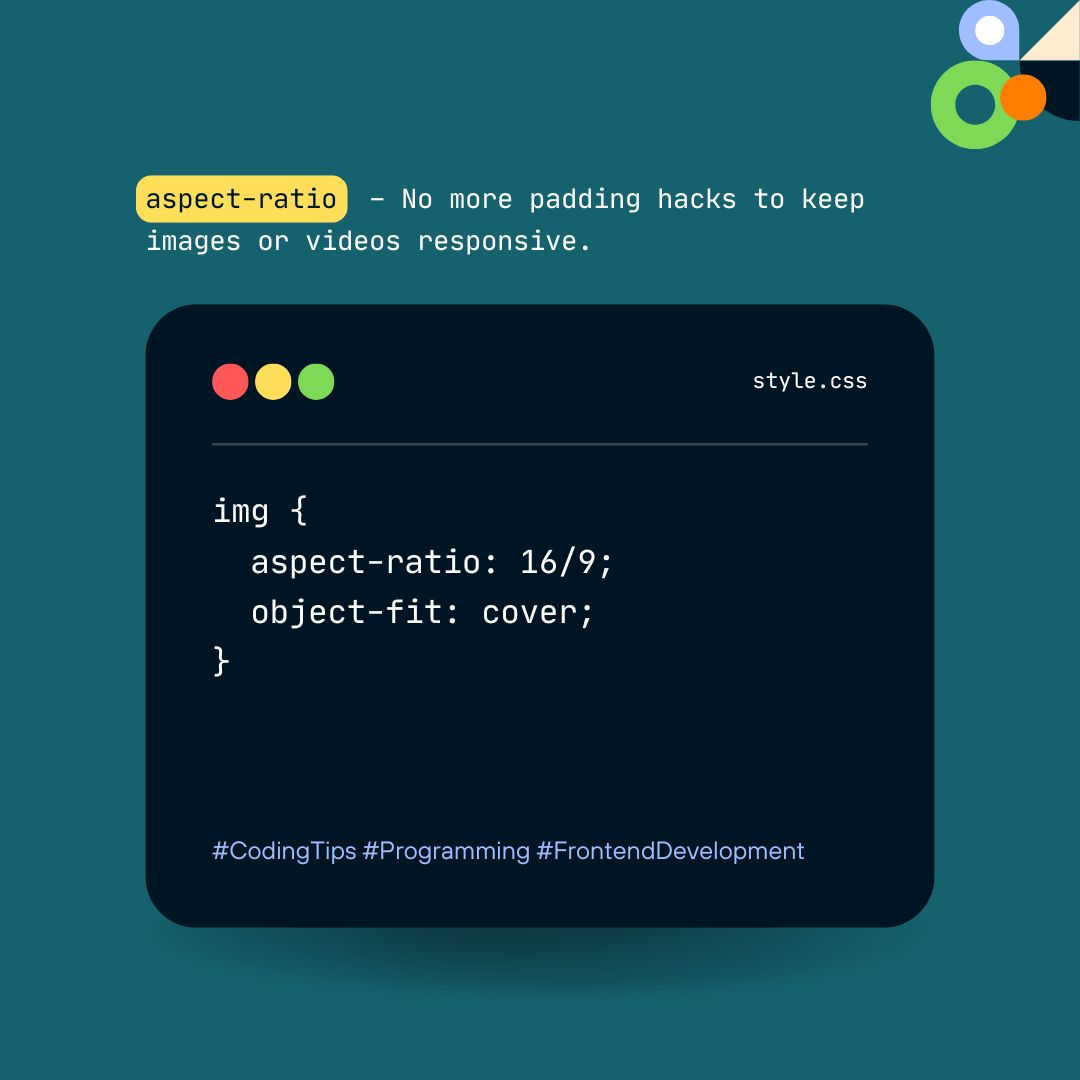 aspect-ratio – No more padding hacks to keep
images or videos responsive.
style.css
img {
  aspect-ratio: 16/9;
  object-fit: cover;
}
#CodingTips #Programming #FrontendDevelopment